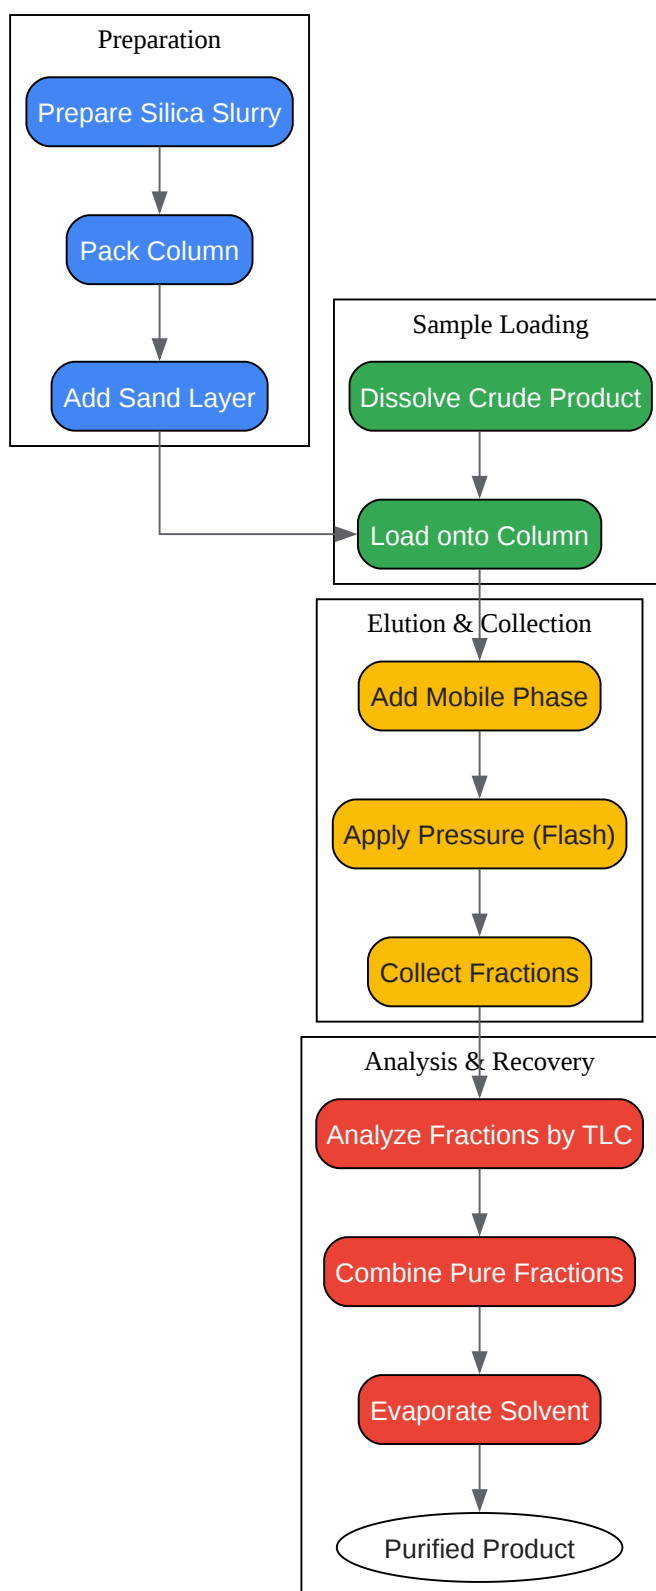 Preparation
Prepare Silica Slurry
Pack Column
Add Sand Layer
Sample Loading
Dissolve Crude Product
Load onto Column
Elution & Collection
Add Mobile Phase
Apply Pressure (Flash)
Collect Fractions
Analysis & Recovery
Analyze Fractions by TLC
Combine Pure Fractions
Evaporate Solvent
Purified Product